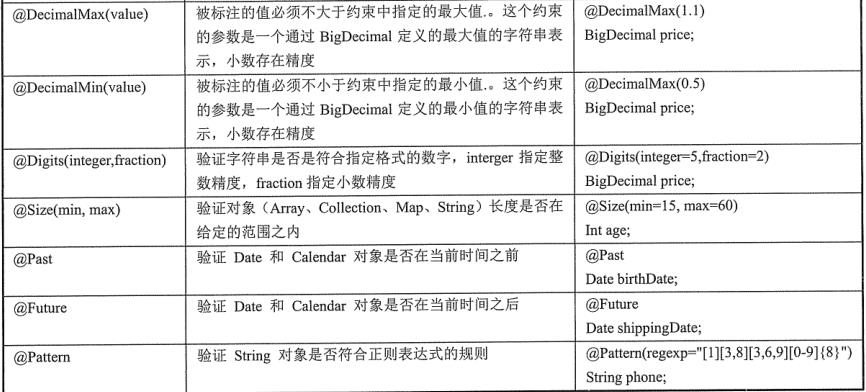 @DecimalMax(value)
被标注的值必须不大于约束中指定的最大值.。这个约束
的参数是一个通过 BigDecimal 定义的最大值的字符串表
示，小数存在精度
@DecimalMax(1.1)
BigDecimal price;
@DecimalMin(value)
被标注的值必须不小于约束中指定的最小值.。这个约束
的参数是一个通过 BigDecimal 定义的最小值的字符串表
示，小数存在精度
@DecimalMax(0.5)
BigDecimal price;
@Digits(integer,fraction)
验证字符串是否是符合指定格式的数字，interger 指定整
数精度，fraction 指定小数精度
@Digits(integer=5,fraction=2)
BigDecimal price;
@Size(min, max)
验证对象（Array、Collection、Map、String）长度是否在
给定的范围之内
@Size(min=15, max=60)
Int age;
@Past
验证 Date 和 Calendar 对象是否在当前时间之前
@Past
Date birthDate;
@Future
验证 Date 和 Calendar 对象是否在当前时间之后
@Future
Date shippingDate;
@Pattern
验证 String 对象是否符合正则表达式的规则
@Pattern(regexp="[1][3,8][3,6,9][0-9]{8}")
String phone;